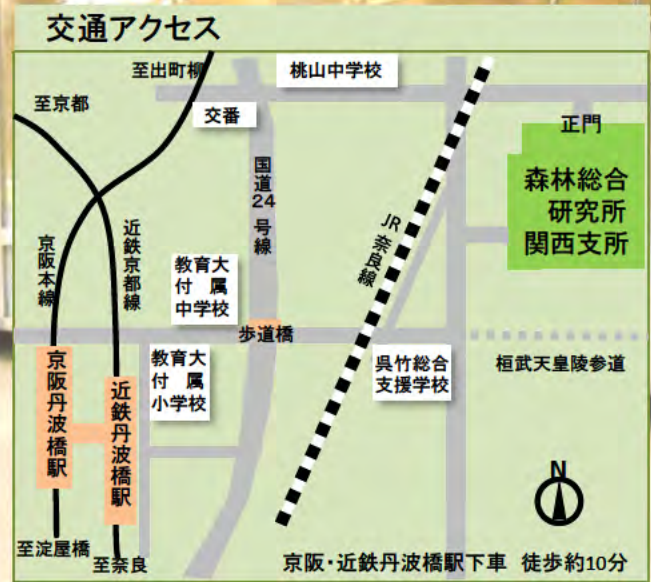 交通アクセス
至出町柳
桃山中学校
至京都
交番
正門
国道24号線
森林総合
研究所
関西支所
JR奈良線
京阪本線
近鉄京都線
教育大
付属
中学校
歩道橋
教育大
付属
小学校
呉竹総合
支援学校
桓武天皇陵参道
京阪丹波橋駅
近鉄丹波橋駅
N
至淀屋橋
至奈良
京阪・近鉄丹波橋駅下車 徒歩約10分